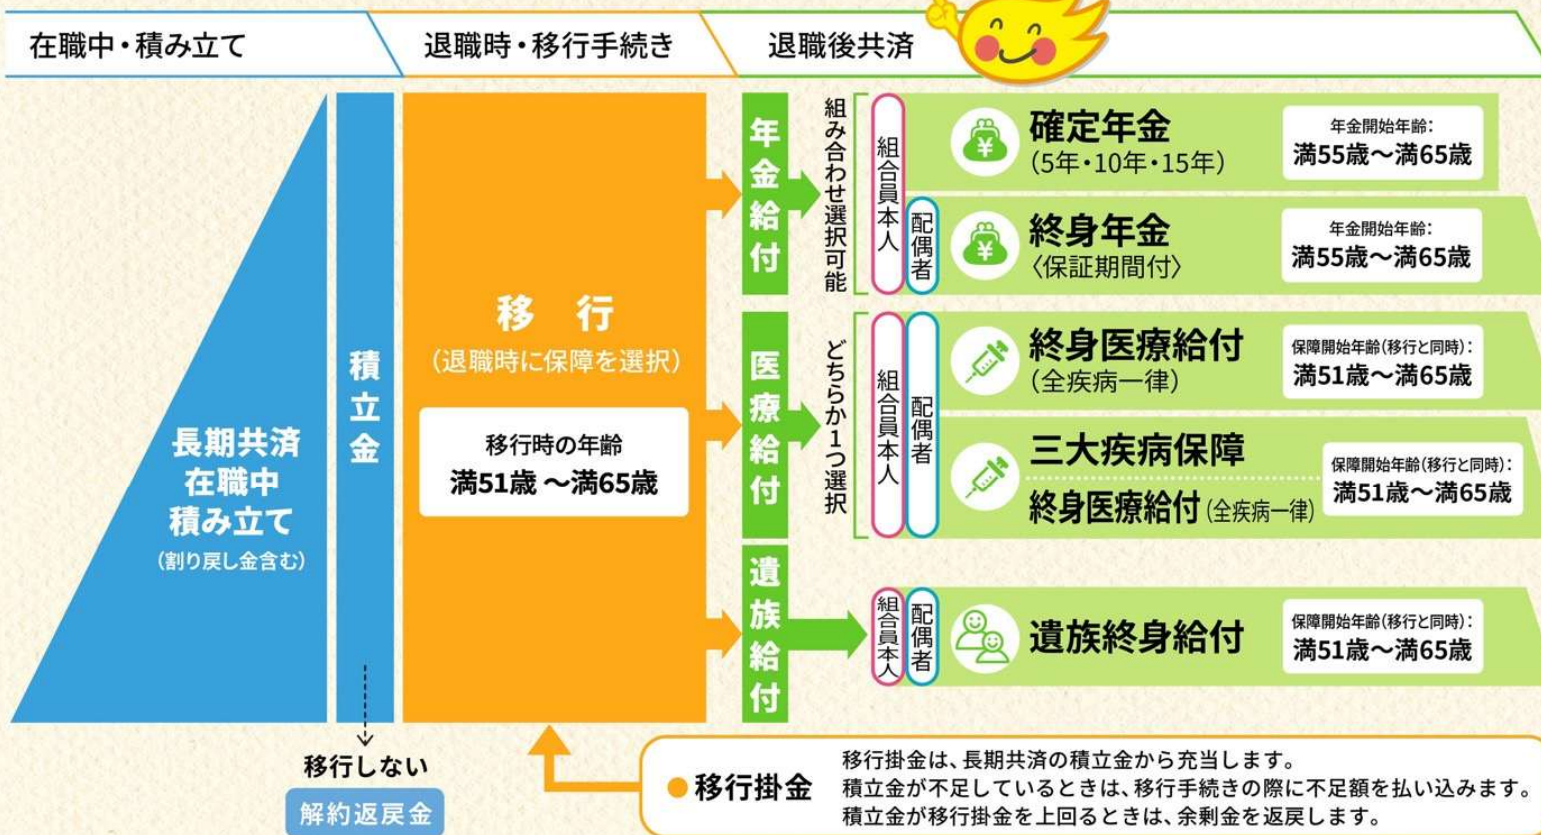 在職中・積み立て
退職時・移行手続き
退職後共済
長期共済
在職中
積み立て
(割り戻し金含む)
積立金
移行しない
解約返戻金
移　行
(退職時に保障を選択)
移行時の年齢
満51歳 ～満65歳
年金給付
組み合わせ選択可能
組合員本人
配偶者
確定年金
(5年・10年・15年)
年金開始年齢:
満55歳～満65歳
終身年金
〈保証期間付〉
年金開始年齢:
満55歳～満65歳
医療給付
どちらか1つ選択
組合員本人
配偶者
終身医療給付
(全疾病一律)
保障開始年齢(移行と同時):
満51歳～満65歳
三大疾病保障
終身医療給付(全疾病一律)
保障開始年齢(移行と同時):
満51歳～満65歳
遺族給付
組合員本人
配偶者
遺族終身給付
保障開始年齢(移行と同時):
満51歳～満65歳
●移行掛金
移行掛金は、長期共済の積立金から充当します。
積立金が不足しているときは、移行手続きの際に不足額を払い込みます。
積立金が移行掛金を上回るときは、余剰金を返戻します。